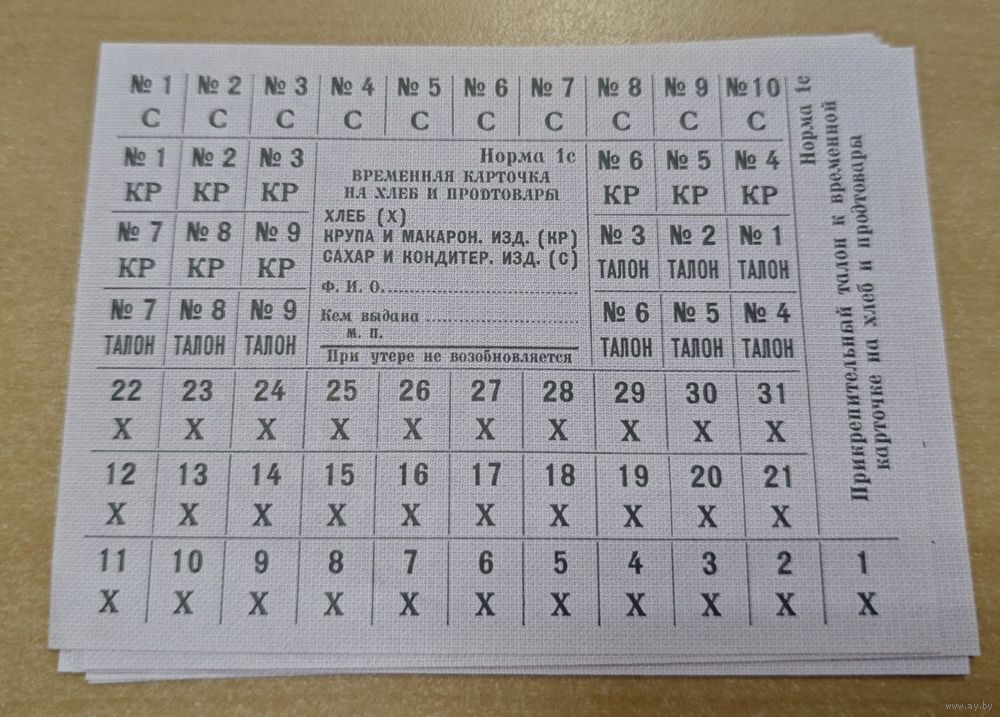 № 1 № 2 № 3 № 4 № 5 № 6 № 7 № 8 № 9 № 10
С С С С С С С С С С
№ 1 № 2 № 3
КР КР КР
№ 7 № 8 № 9
КР КР КР
№ 7 № 8 № 9
ТАЛОН ТАЛОН ТАЛОН
Норма 1с
ВРЕМЕННАЯ КАРТОЧКА
НА ХЛЕБ И ПРОДТОВАРЫ
ХЛЕБ (Х)
КРУПА И МАКАРОН. ИЗД. (КР)
САХАР И КОНДИТЕР. ИЗД. (С)
Ф. И. О.
Кем выдана
м. п.
При утере не возобновляется
№ 6 № 5 № 4
КР КР КР
№ 3 № 2 № 1
ТАЛОН ТАЛОН ТАЛОН
№ 6 № 5 № 4
ТАЛОН ТАЛОН ТАЛОН
22 23 24 25 26 27 28 29 30 31
Х Х Х Х Х Х Х Х Х Х
12 13 14 15 16 17 18 19 20 21
Х Х Х Х Х Х Х Х Х Х
11 10 9 8 7 6 5 4 3 2 1
Х Х Х Х Х Х Х Х Х Х Х
Норма 1с
Прикрепительный талон к временной
карточке на хлеб и продтовары
www.ay.by